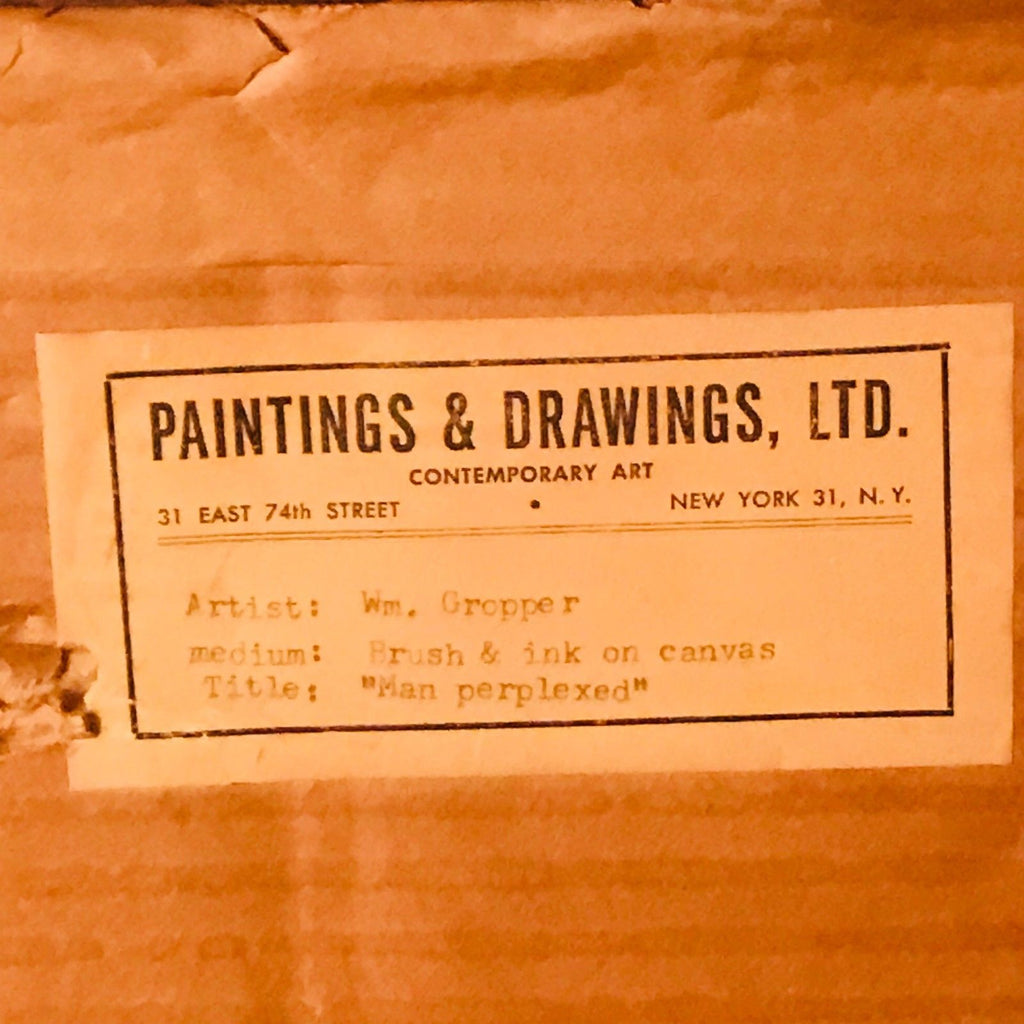 PAINTINGS & DRAWINGS, LTD.
CONTEMPORARY ART
31 EAST 74th STREET • NEW YORK 31, N.Y.
Artist: Wm. Gropper
medium: Brush & ink on canvas
Title: "Man perplexed"